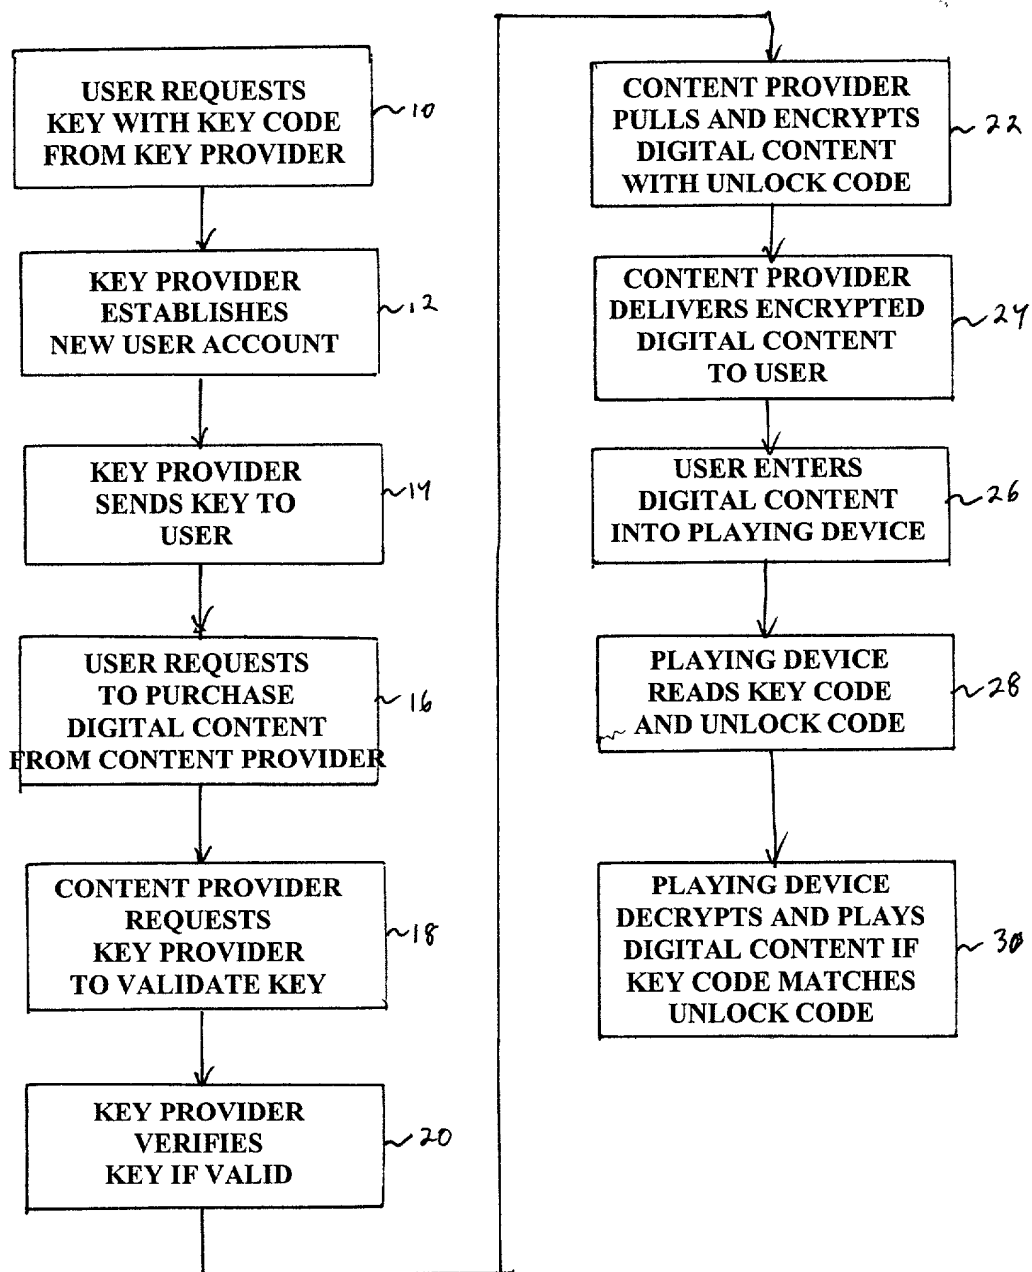 USER REQUESTS
KEY WITH KEY CODE
FROM KEY PROVIDER
10
KEY PROVIDER
ESTABLISHES
NEW USER ACCOUNT
12
KEY PROVIDER
SENDS KEY TO
USER
14
USER REQUESTS
TO PURCHASE
DIGITAL CONTENT
FROM CONTENT PROVIDER
16
CONTENT PROVIDER
REQUESTS
KEY PROVIDER
TO VALIDATE KEY
18
KEY PROVIDER
VERIFIES
KEY IF VALID
20
CONTENT PROVIDER
PULLS AND ENCRYPTS
DIGITAL CONTENT
WITH UNLOCK CODE
22
CONTENT PROVIDER
DELIVERS ENCRYPTED
DIGITAL CONTENT
TO USER
24
USER ENTERS
DIGITAL CONTENT
INTO PLAYING DEVICE
26
PLAYING DEVICE
READS KEY CODE
AND UNLOCK CODE
28
PLAYING DEVICE
DECRYPTS AND PLAYS
DIGITAL CONTENT IF
KEY CODE MATCHES
UNLOCK CODE
30